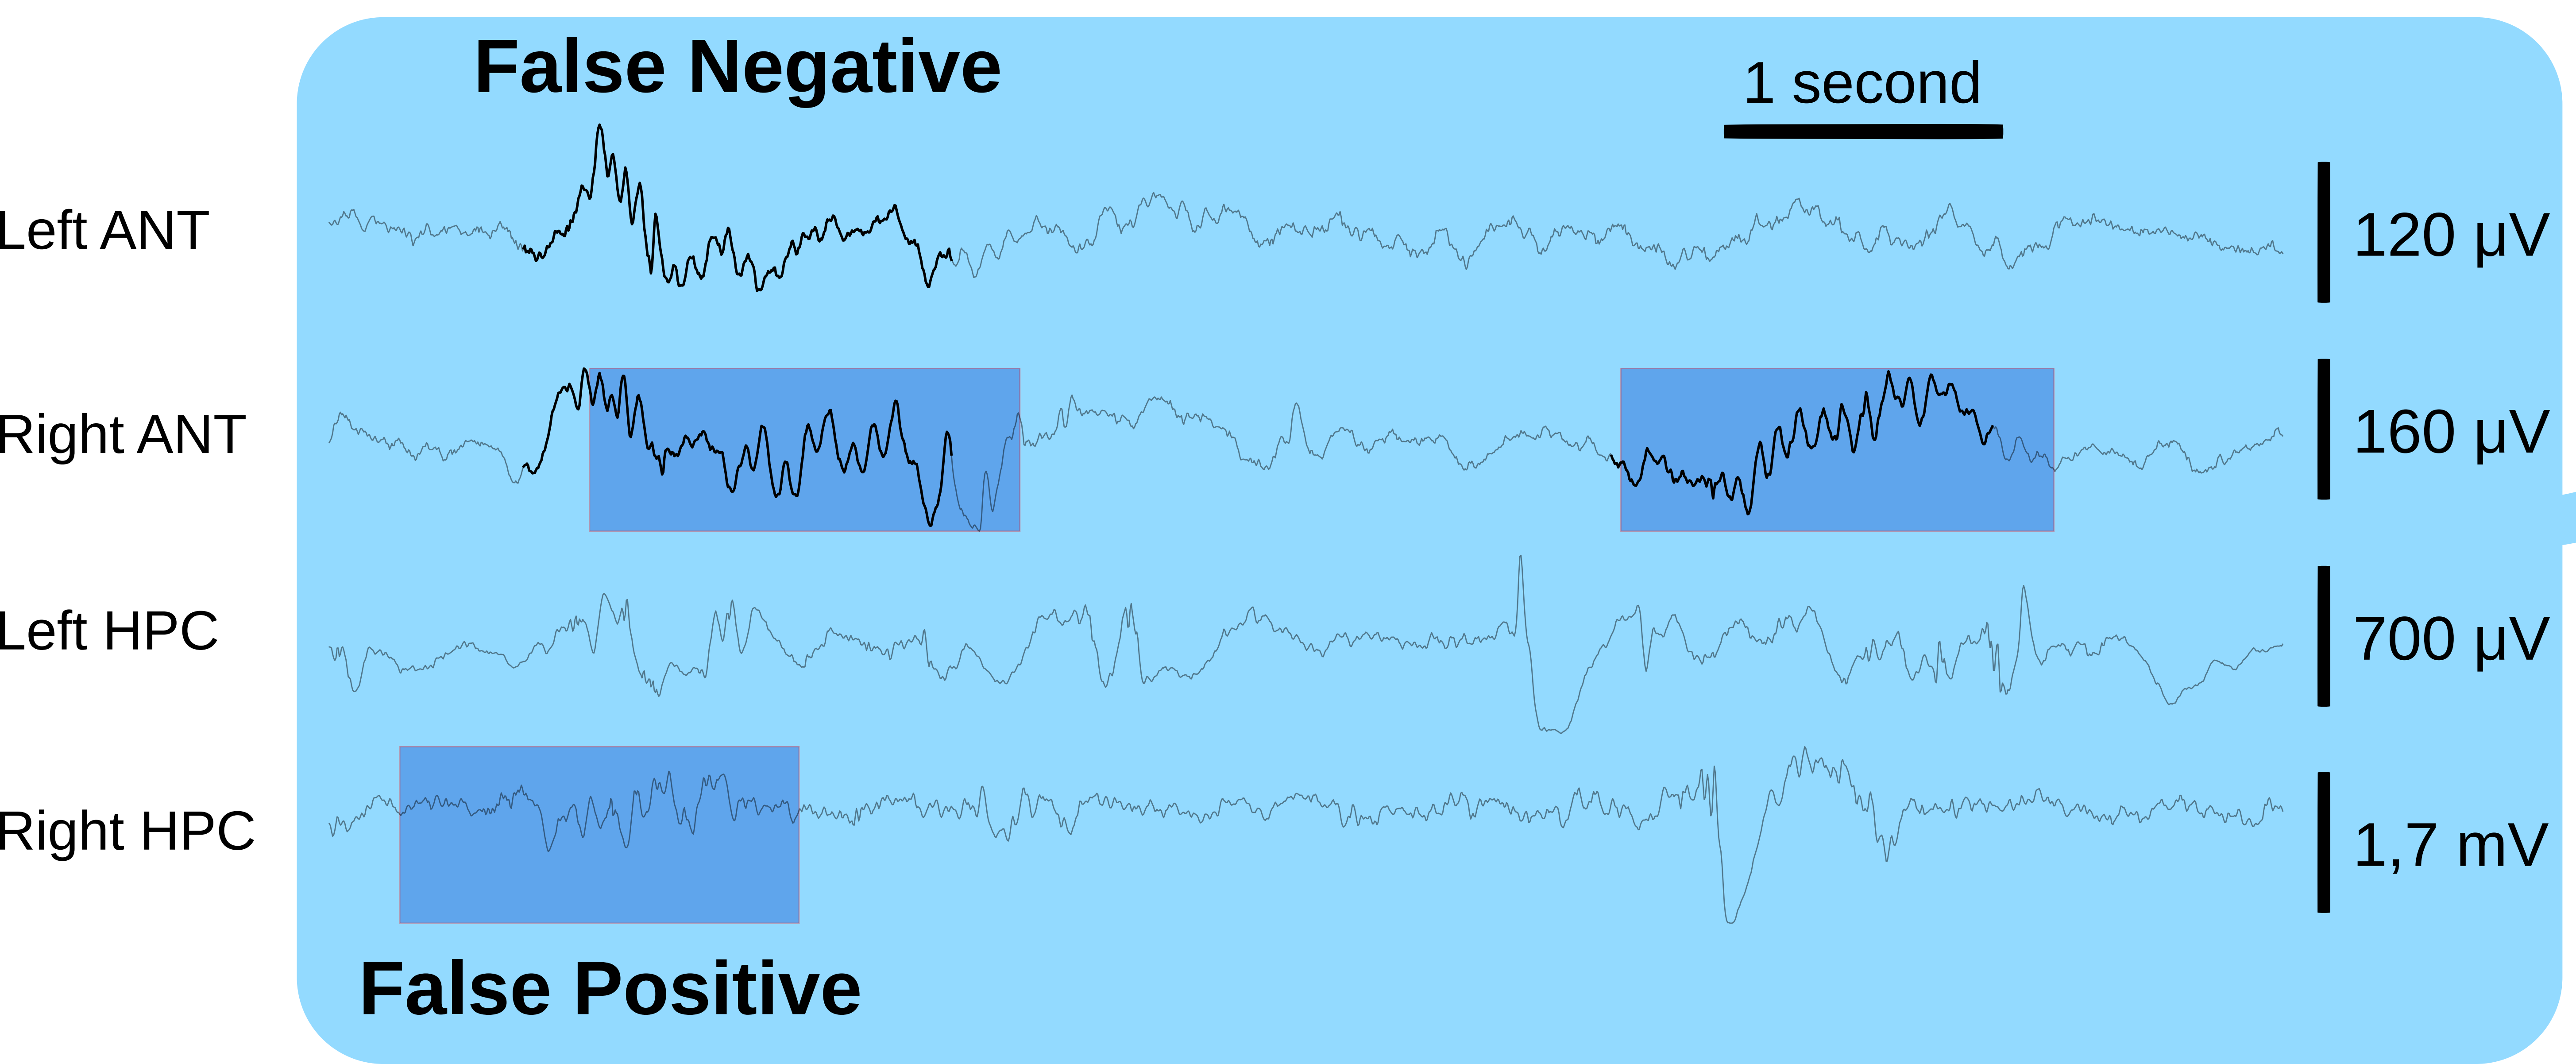 False Negative
1 second
Left ANT
120 μV
Right ANT
160 μV
Left HPC
700 μV
Right HPC
1,7 mV
False Positive